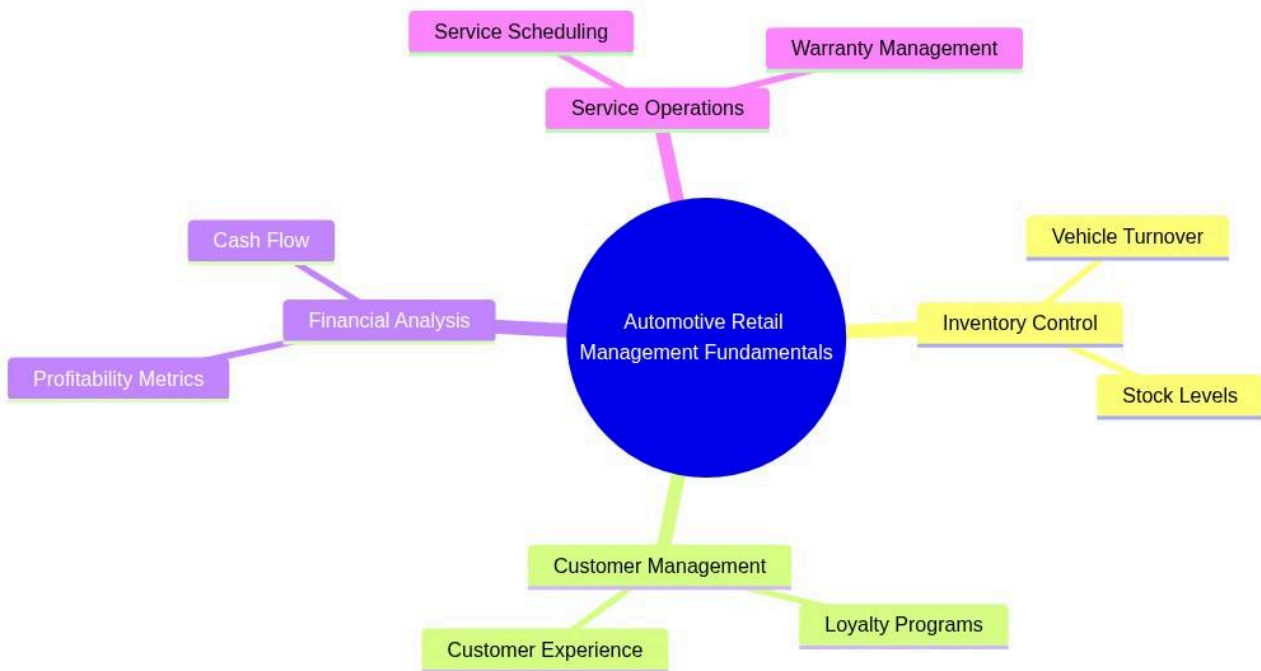 Service Scheduling
Warranty Management
Service Operations
Cash Flow
Vehicle Turnover
Financial Analysis
Automotive Retail
Management Fundamentals
Inventory Control
Profitability Metrics
Stock Levels
Customer Management
Loyalty Programs
Customer Experience